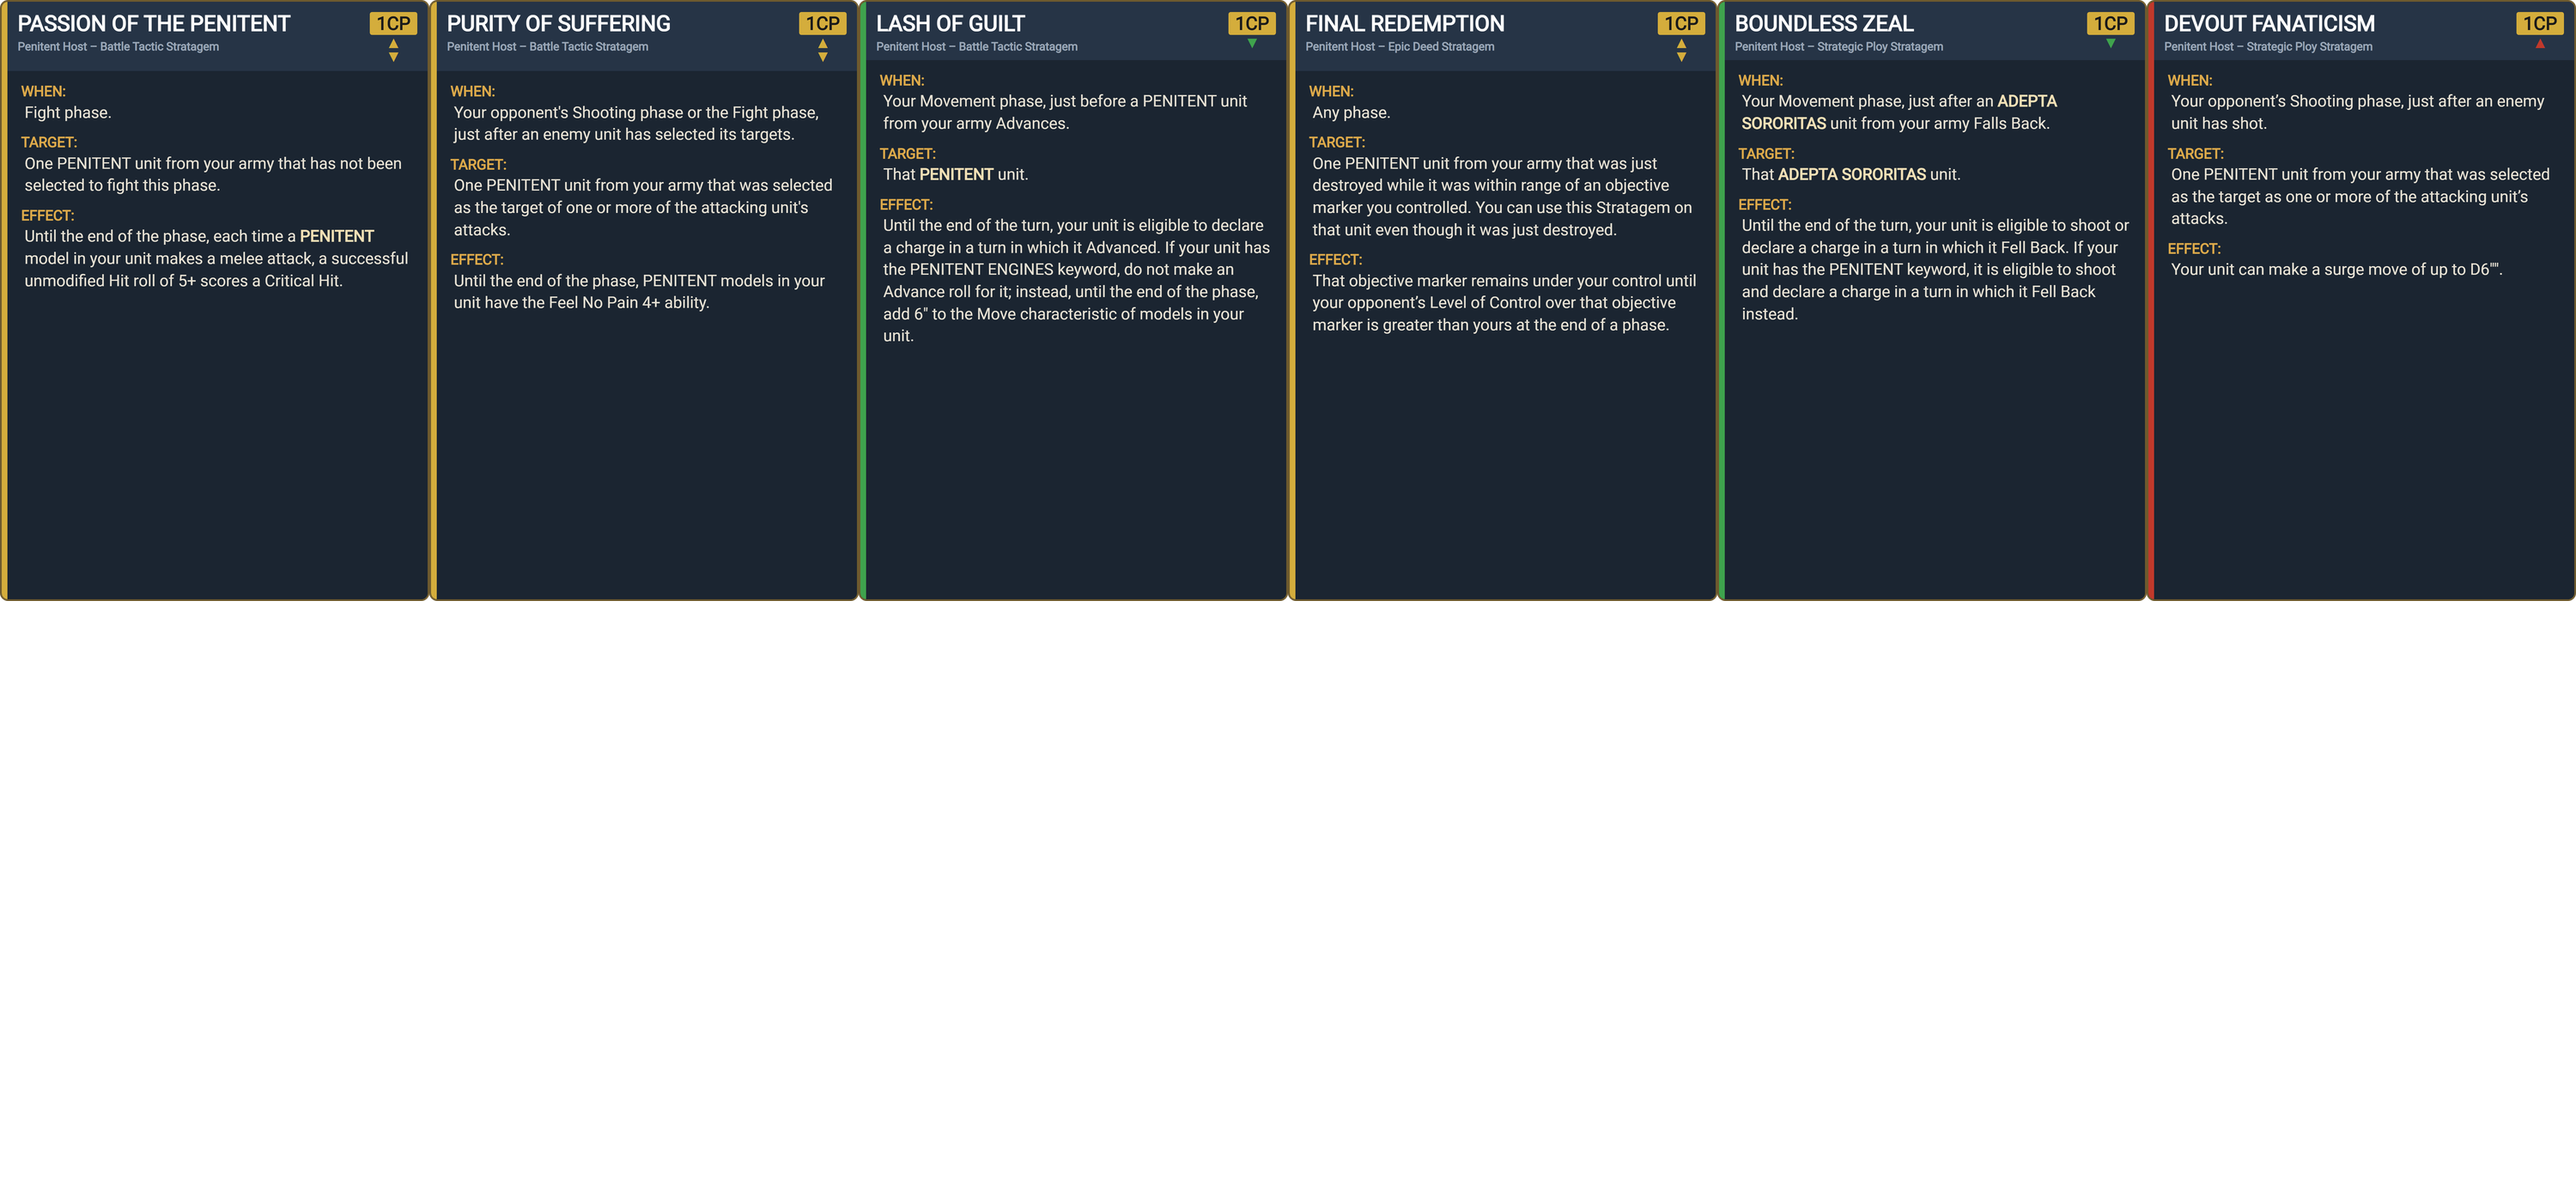 PASSION OF THE PENITENT
1CP
Penitent Host – Battle Tactic Stratagem
WHEN:
Fight phase.
TARGET:
One PENITENT unit from your army that has not been
selected to fight this phase.
EFFECT:
Until the end of the phase, each time a PENITENT
model in your unit makes a melee attack, a successful
unmodified Hit roll of 5+ scores a Critical Hit.
PURITY OF SUFFERING
1CP
Penitent Host – Battle Tactic Stratagem
WHEN:
Your opponent's Shooting phase or the Fight phase,
just after an enemy unit has selected its targets.
TARGET:
One PENITENT unit from your army that was selected
as the target of one or more of the attacking unit's
attacks.
EFFECT:
Until the end of the phase, PENITENT models in your
unit have the Feel No Pain 4+ ability.
LASH OF GUILT
1CP
Penitent Host – Battle Tactic Stratagem
WHEN:
Your Movement phase, just before a PENITENT unit
from your army Advances.
TARGET:
That PENITENT unit.
EFFECT:
Until the end of the turn, your unit is eligible to declare
a charge in a turn in which it Advanced. If your unit has
the PENITENT ENGINES keyword, do not make an
Advance roll for it; instead, until the end of the phase,
add 6" to the Move characteristic of models in your
unit.
FINAL REDEMPTION
1CP
Penitent Host – Epic Deed Stratagem
WHEN:
Any phase.
TARGET:
One PENITENT unit from your army that was just
destroyed while it was within range of an objective
marker you controlled. You can use this Stratagem on
that unit even though it was just destroyed.
EFFECT:
That objective marker remains under your control until
your opponent’s Level of Control over that objective
marker is greater than yours at the end of a phase.
BOUNDLESS ZEAL
1CP
Penitent Host – Strategic Ploy Stratagem
WHEN:
Your Movement phase, just after an ADEPTA
SORORITAS unit from your army Falls Back.
TARGET:
That ADEPTA SORORITAS unit.
EFFECT:
Until the end of the turn, your unit is eligible to shoot or
declare a charge in a turn in which it Fell Back. If your
unit has the PENITENT keyword, it is eligible to shoot
and declare a charge in a turn in which it Fell Back
instead.
DEVOUT FANATICISM
1CP
Penitent Host – Strategic Ploy Stratagem
WHEN:
Your opponent’s Shooting phase, just after an enemy
unit has shot.
TARGET:
One PENITENT unit from your army that was selected
as the target as one or more of the attacking unit’s
attacks.
EFFECT:
Your unit can make a surge move of up to D6"".